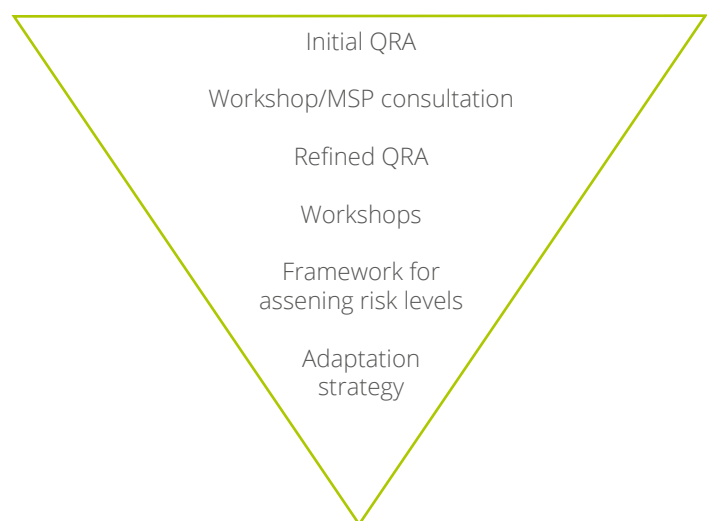 Initial QRA
Workshop/MSP consultation
Refined QRA
Workshops
Framework for
assening risk levels
Adaptation
strategy